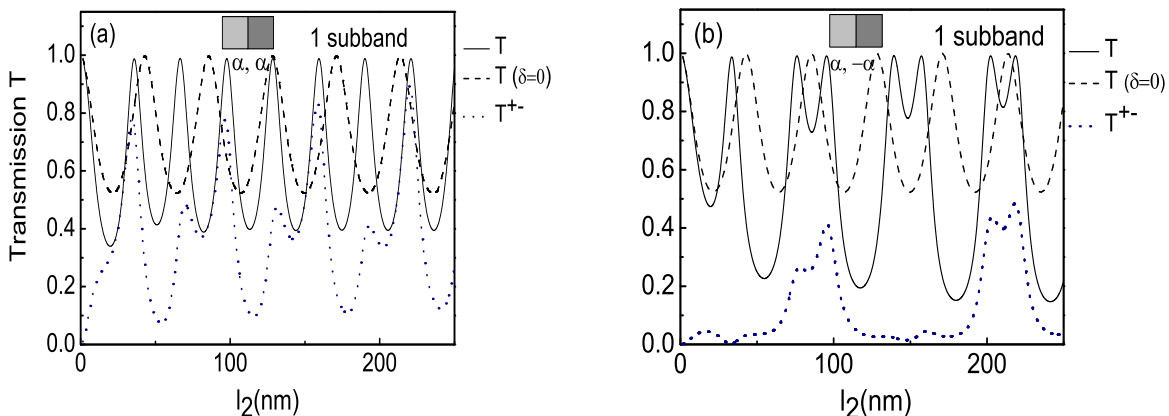 (a)
1 subband
α, α
T
T (δ=0)
T+-
1.0
0.8
0.6
0.4
0.2
0.0
Transmission T
0
100
200
l2(nm)
(b)
1 subband
α, −α
T
T (δ=0)
T+-
1.0
0.8
0.6
0.4
0.2
0.0
0
100
200
l2(nm)